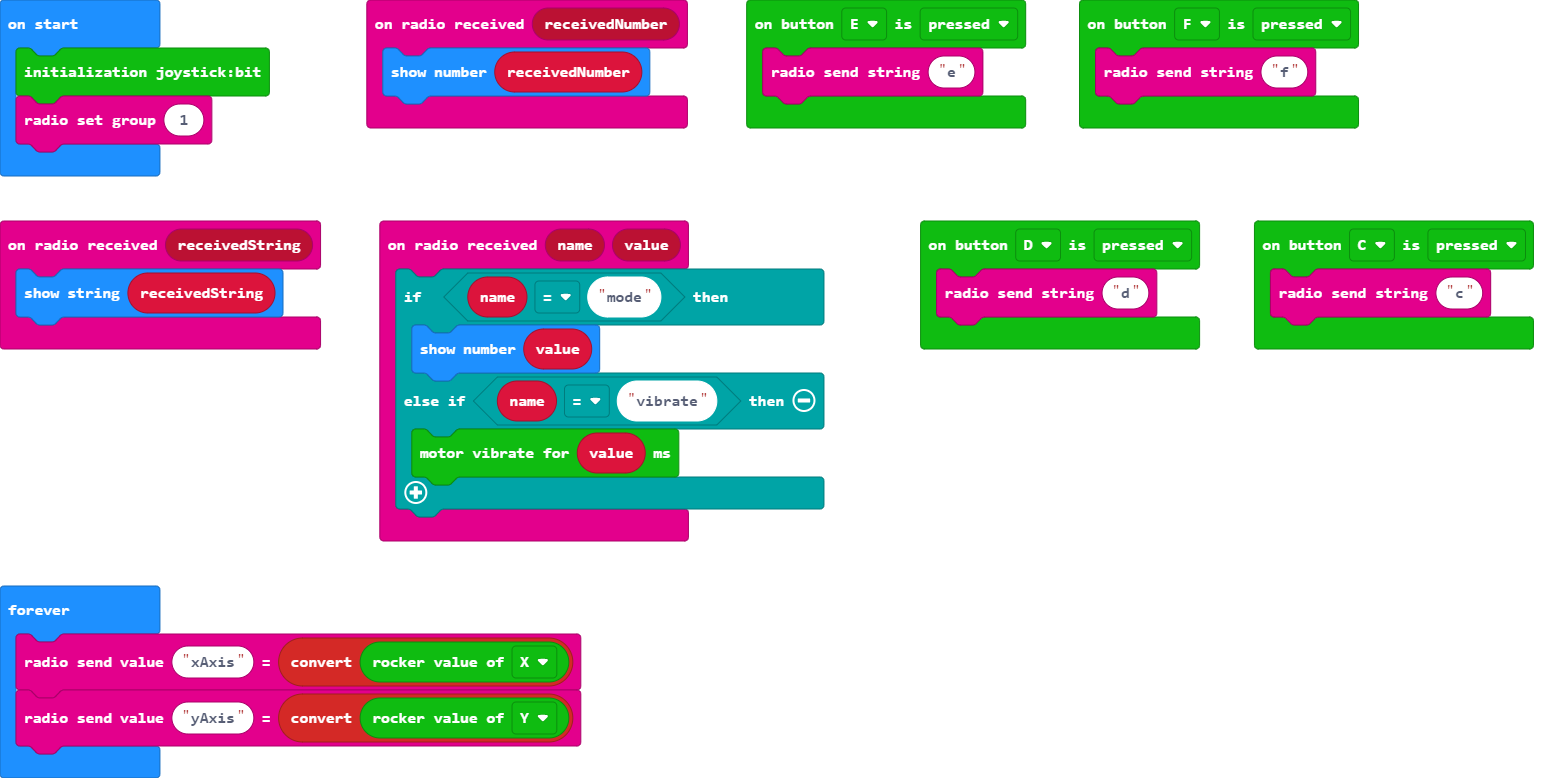 on start
initialization joystick:bit
radio set group 1
on radio received receivedNumber
show number receivedNumber
on button E is pressed
radio send string "e"
on button F is pressed
radio send string "f"
on radio received receivedString
show string receivedString
on radio received name value
if name = "mode" then
show number value
else if name = "vibrate" then
motor vibrate for value ms
on button D is pressed
radio send string "d"
on button C is pressed
radio send string "c"
forever
radio send value "xAxis" = convert rocker value of X
radio send value "yAxis" = convert rocker value of Y